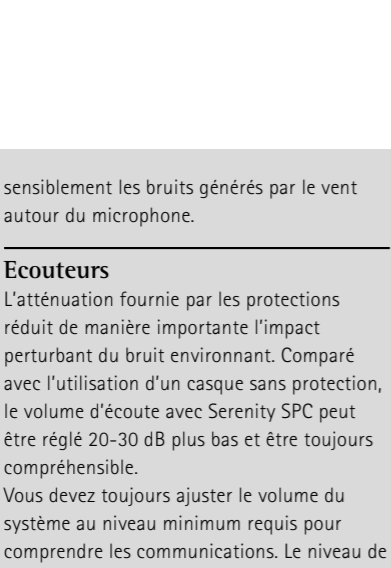 sensiblement les bruits générés par le vent
autour du microphone.
Ecouteurs
L'atténuation fournie par les protections
réduit de manière importante l'impact
perturbant du bruit environnant. Comparé
avec l'utilisation d'un casque sans protection,
le volume d'écoute avec Serenity SPC peut
être réglé 20-30 dB plus bas et être toujours
compréhensible.
Vous devez toujours ajuster le volume du
système au niveau minimum requis pour
comprendre les communications. Le niveau de